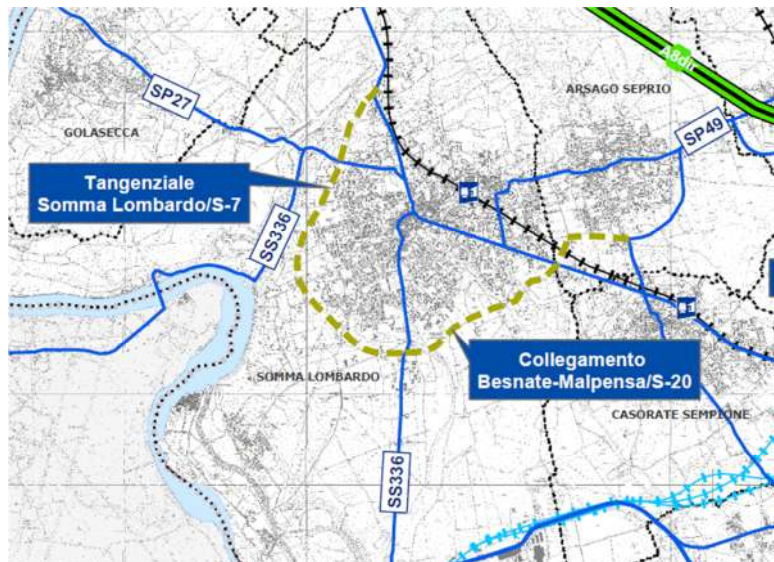 A8dir
ARSAGO SEPRIO
SP27
SP49
GOLASECCA
Tangenziale
Somma Lombardo/S-7
SS336
Collegamento
Besnate-Malpensa/S-20
SOMMA LOMBARDO
CASORATE SEMPIONE
SS336